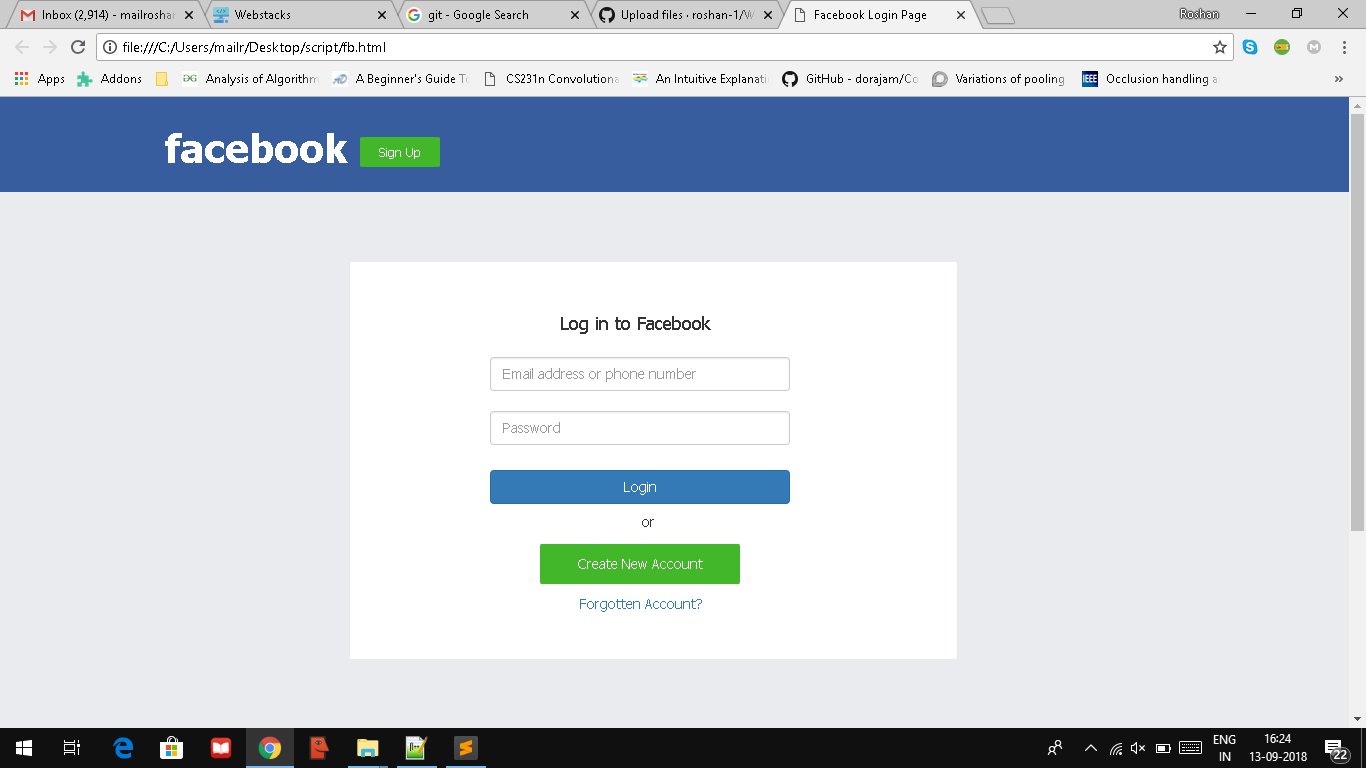 Inbox (2,914) - mailroshan
Webstacks
git - Google Search
Upload files · roshan-1/W
Facebook Login Page
Roshan
file:///C:/Users/mailr/Desktop/script/fb.html
Apps
Addons
Analysis of Algorithm
A Beginner's Guide To
CS231n Convolutiona
An Intuitive Explanati
GitHub - dorajam/Co
Variations of pooling
IEEE
Occlusion handling a
facebook
Sign Up
Log in to Facebook
Email address or phone number
Password
Login
or
Create New Account
Forgotten Account?
ENG
IN
16:24
13-09-2018
22